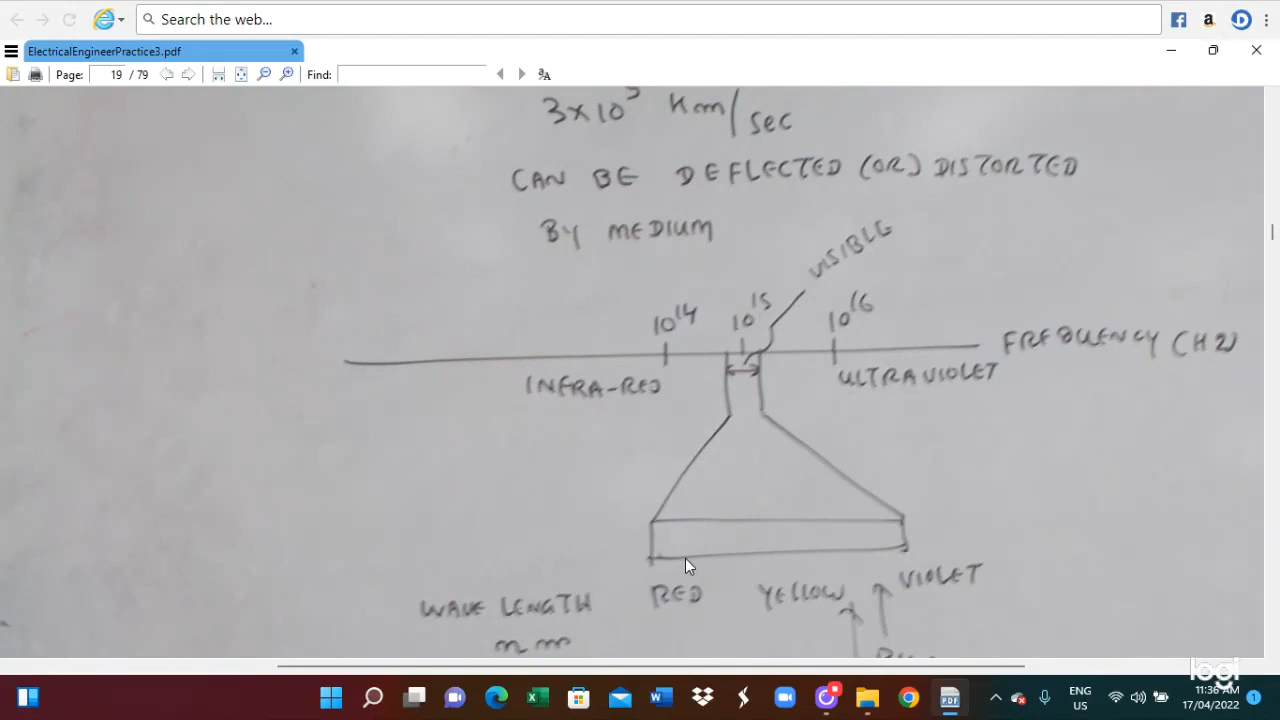 Search the web...
ElectricalEngineerPractice3.pdf
Page: 19 / 79 Find:
3x10⁵ Km/sec
CAN BE DEFLECTED (OR) DISTORTED
BY MEDIUM
VISIBLE
10¹⁴ 10¹⁵ 10¹⁶
FREQUENCY (HZ)
INFRA-RED ULTRAVIOLET
RED YELLOW VIOLET
WAVE LENGTH
nm
ENG
US
11:36 AM
17/04/2022